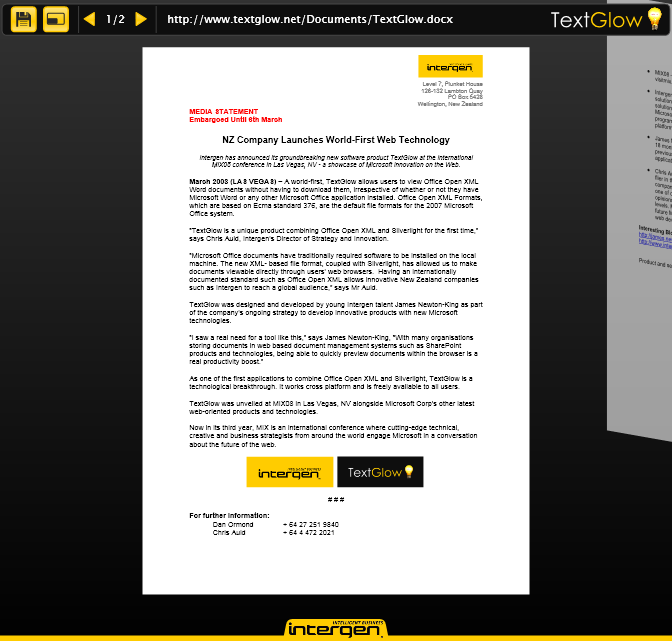 1/2
http://www.textglow.net/Documents/TextGlow.docx
TextGlow
intergen
Level 7, Plunket House
126-132 Lambton Quay
PO Box 5428
Wellington, New Zealand
MEDIA STATEMENT
Embargoed Until 6th March
NZ Company Launches World-First Web Technology
Intergen has announced its groundbreaking new software product TextGlow at the international
MIX08 conference in Las Vegas, NV - a showcase of Microsoft innovation on the Web.
March 2008 (LAS VEGAS) – A world-first, TextGlow allows users to view Office Open XML
Word documents without having to download them, irrespective of whether or not they have
Microsoft Word or any other Microsoft Office application installed. Office Open XML Formats,
which are based on Ecma standard 376, are the default file formats for the 2007 Microsoft
Office system.
"TextGlow is a unique product combining Office Open XML and Silverlight for the first time,"
says Chris Auld, Intergen's Director of Strategy and Innovation.
"Microsoft Office documents have traditionally required software to be installed on the local
machine. The new XML- based file format, coupled with Silverlight, has allowed us to make
documents viewable directly through users' web browsers. Having an internationally
documented standard such as Office Open XML allows innovative New Zealand companies
such as Intergen to reach a global audience," says Mr Auld.
TextGlow was designed and developed by young Intergen talent James Newton-King as part
of the company's ongoing strategy to develop innovative products with new Microsoft
technologies.
"I saw a real need for a tool like this," says James Newton-King, "With many organisations
storing documents in web based document management systems such as SharePoint
products and technologies, being able to quickly preview documents within the browser is a
real productivity boost."
As one of the first applications to combine Office Open XML and Silverlight, TextGlow is a
technological breakthrough. It works cross platform and is freely available to all users.
TextGlow was unveiled at MIX08 in Las Vegas, NV alongside Microsoft Corp's other latest
web-oriented products and technologies.
Now in its third year, MIX is an international conference where cutting-edge technical,
creative and business strategists from around the world engage Microsoft in a conversation
about the future of the web.
intergen TextGlow
# # #
For further information:
Dan Ormond + 64 27 251 9840
Chris Auld + 64 4 472 2021
INTELLIGENT BUSINESS
intergen